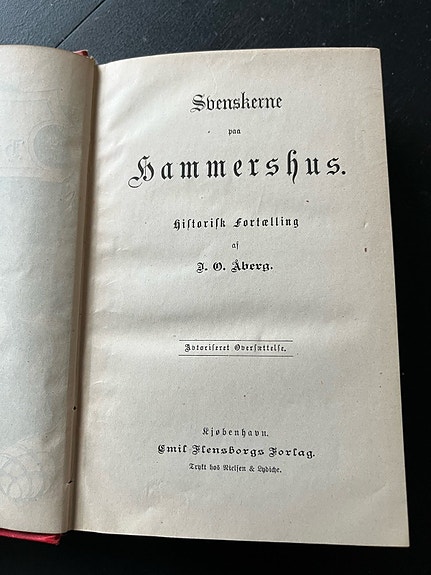 Svenskerne
paa
Hammershus.
Historisk Fortælling
af
J. O. Åberg.
Autoriseret Oversættelse.
Kjøbenhavn.
Emil Flensborgs Forlag.
Trykt hos Nielsen & Lydiche.